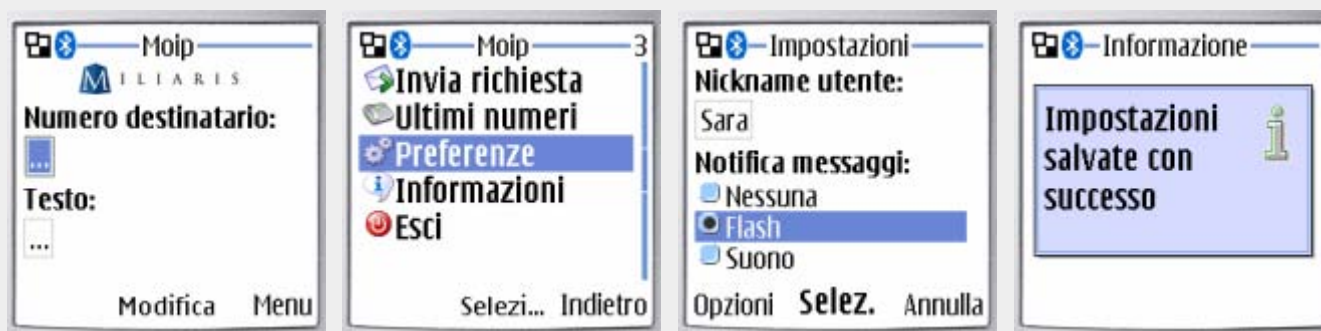 Moip
MILIARIS
Numero destinatario:
...
Testo:
...
Modifica Menu
Moip 3
Invia richiesta
Ultimi numeri
Preferenze
Informazioni
Esci
Selezi... Indietro
Impostazioni
Nickname utente:
Sara
Notifica messaggi:
Nessuna
Flash
Suono
Opzioni Selez. Annulla
Informazione
Impostazioni
salvate con
successo